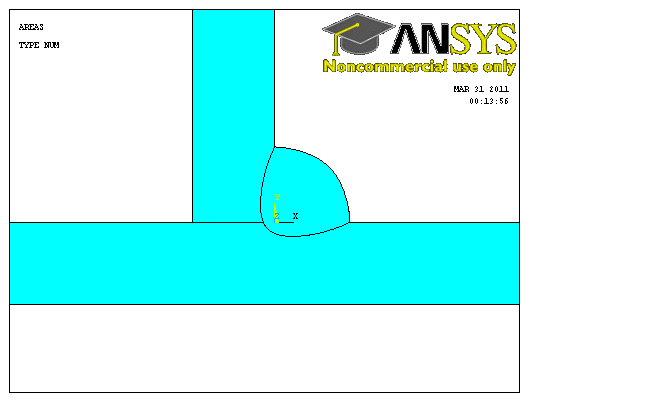 AREAS
TYPE NUM
ANSYS
Noncommercial use only
MAR 31 2011
00:13:56
X